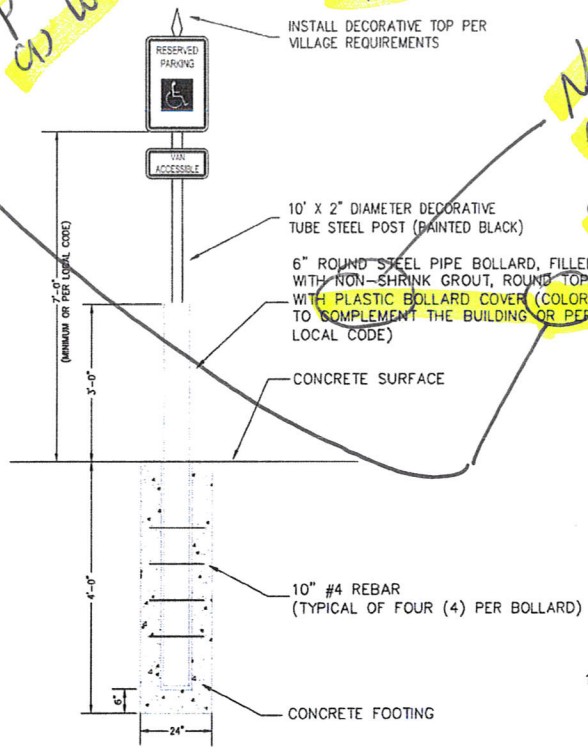 INSTALL DECORATIVE TOP PER
VILLAGE REQUIREMENTS
RESERVED
PARKING
VAN
ACCESSIBLE
7'-0"
(MINIMUM OR PER LOCAL CODE)
10' X 2" DIAMETER DECORATIVE
TUBE STEEL POST (PAINTED BLACK)
6" ROUND STEEL PIPE BOLLARD, FILLED
WITH NON-SHRINK GROUT, ROUND TOP
WITH PLASTIC BOLLARD COVER (COLOR
TO COMPLEMENT THE BUILDING OR PER
LOCAL CODE)
3'-0"
CONCRETE SURFACE
4'-0"
10" #4 REBAR
(TYPICAL OF FOUR (4) PER BOLLARD)
6"
CONCRETE FOOTING
24"